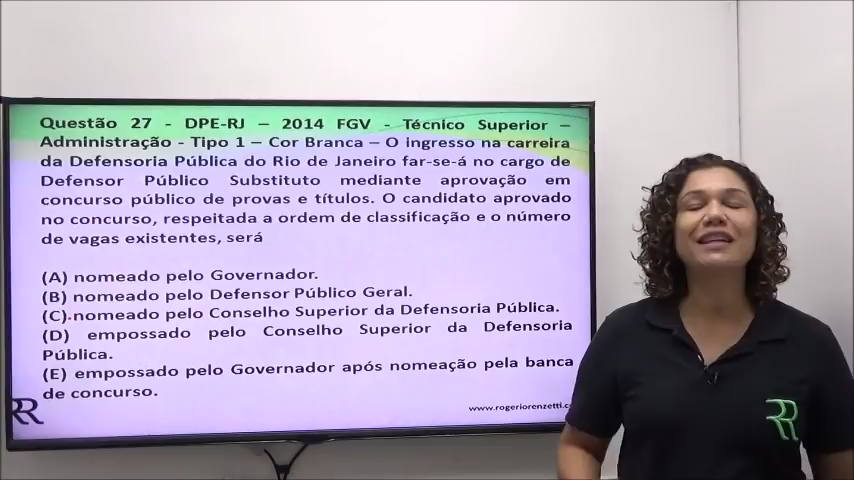 Questão 27 - DPE-RJ – 2014 FGV - Técnico Superior –
Administração - Tipo 1 – Cor Branca – O ingresso na carreira
da Defensoria Pública do Rio de Janeiro far-se-á no cargo de
Defensor Público Substituto mediante aprovação em
concurso público de provas e títulos. O candidato aprovado
no concurso, respeitada a ordem de classificação e o número
de vagas existentes, será
(A) nomeado pelo Governador.
(B) nomeado pelo Defensor Público Geral.
(C) nomeado pelo Conselho Superior da Defensoria Pública.
(D) empossado pelo Conselho Superior da Defensoria
Pública.
(E) empossado pelo Governador após nomeação pela banca
de concurso.
www.rogeriorenzetti.c
RR
RR